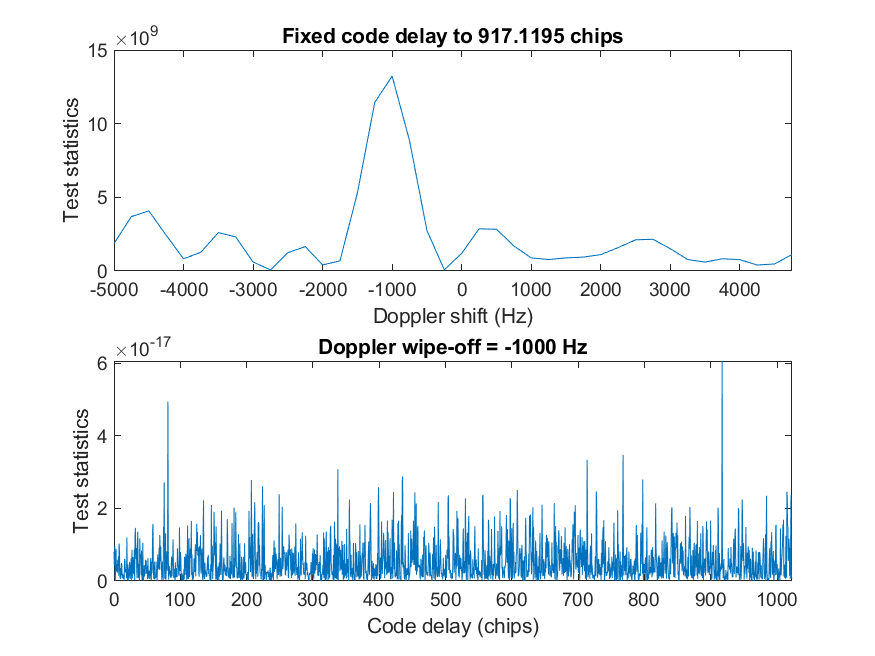 ×10^9
Fixed code delay to 917.1195 chips
15
10
5
0
Test statistics
-5000 -4000 -3000 -2000 -1000 0 1000 2000 3000 4000
Doppler shift (Hz)
×10^-17
Doppler wipe-off = -1000 Hz
6
4
2
0
Test statistics
0 100 200 300 400 500 600 700 800 900 1000
Code delay (chips)